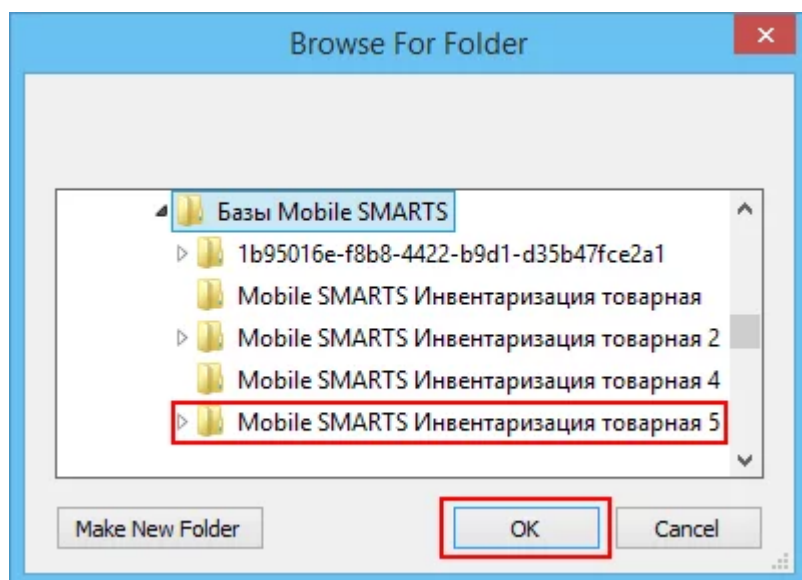 Browse For Folder
Базы Mobile SMARTS
1b95016e-f8b8-4422-b9d1-d35b47fce2a1
Mobile SMARTS Инвентаризация товарная
Mobile SMARTS Инвентаризация товарная 2
Mobile SMARTS Инвентаризация товарная 4
Mobile SMARTS Инвентаризация товарная 5
Make New Folder OK Cancel